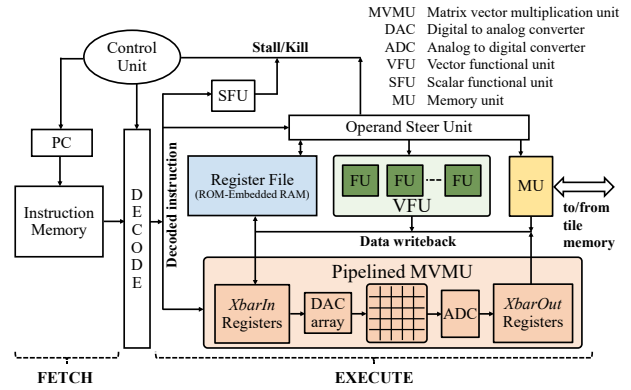 MVMU Matrix vector multiplication unit
DAC Digital to analog converter
ADC Analog to digital converter
VFU Vector functional unit
SFU Scalar functional unit
MU Memory unit
Control
Unit
Stall/Kill
SFU
PC
Operand Steer Unit
Instruction
Memory
DECODE
Decoded instruction
Register File
(ROM-Embedded RAM)
FU FU FU
VFU
MU
to/from
tile
memory
Data writeback
Pipelined MVMU
XbarIn
Registers
DAC
array
ADC
XbarOut
Registers
FETCH
EXECUTE